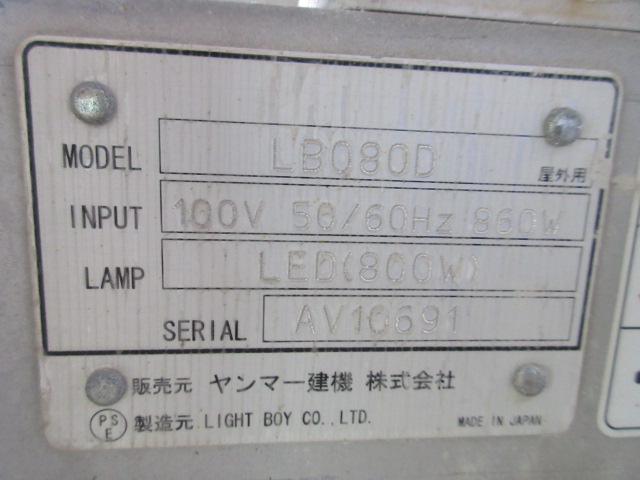 MODEL LB080D 屋外用
INPUT 100V 50/60Hz 860W
LAMP LED(800W)
SERIAL AV10691
販売元 ヤンマー建機 株式会社
PSE 製造元 LIGHT BOY CO.,LTD. MADE IN JAPAN